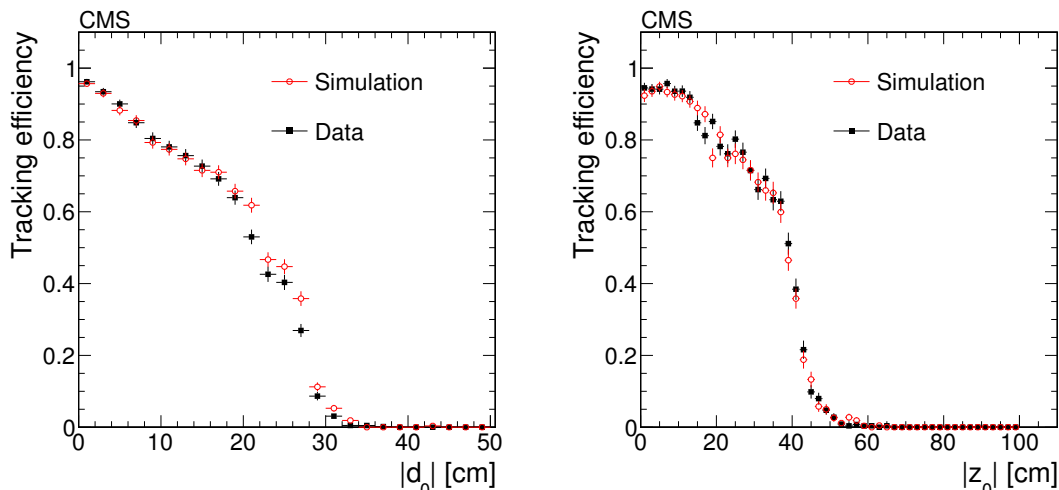 CMS
Tracking efficiency
1
0.8
0.6
0.4
0.2
0
Simulation
Data
0 10 20 30 40 50
|d₀| [cm]
CMS
Tracking efficiency
1
0.8
0.6
0.4
0.2
0
Simulation
Data
0 20 40 60 80 100
|z₀| [cm]